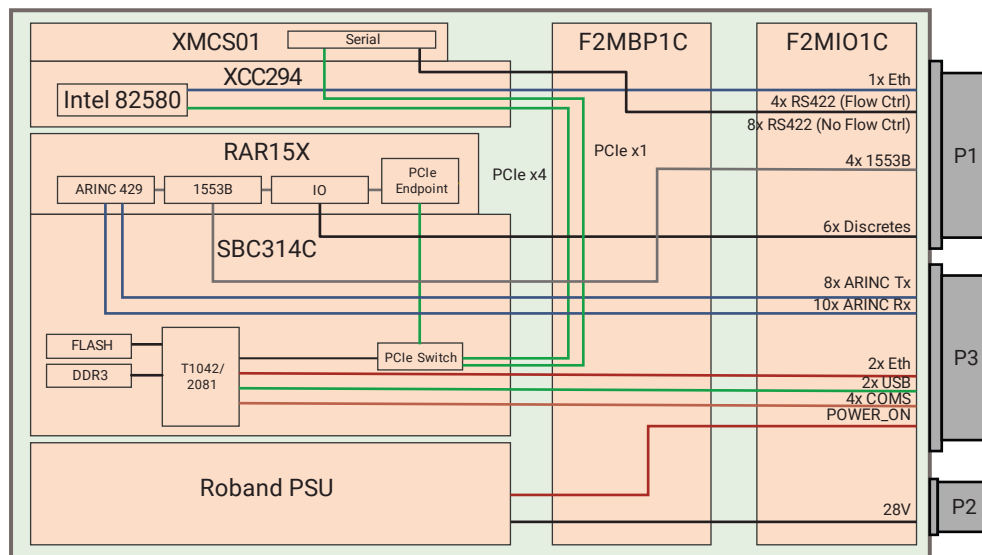 XMCS01
Serial
F2MBP1C
F2MIO1C
XCC294
Intel 82580
1x Eth
4x RS422 (Flow Ctrl)
8x RS422 (No Flow Ctrl)
P1
RAR15X
PCIe x4
PCIe x1
4x 1553B
ARINC 429
1553B
IO
PCIe
Endpoint
SBC314C
6x Discretes
8x ARINC Tx
10x ARINC Rx
FLASH
DDR3
T1042/
2081
PCIe Switch
P3
2x Eth
2x USB
4x COMS
POWER_ON
Roband PSU
28V
P2